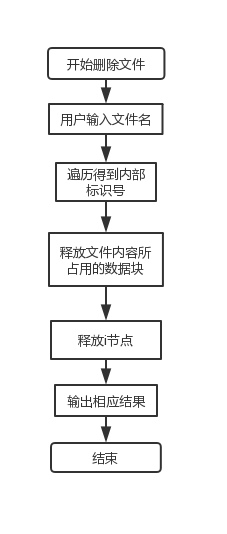 开始删除文件
用户输入文件名
遍历得到内部
标识号
释放文件内容所
占用的数据块
释放i节点
输出相应结果
结束